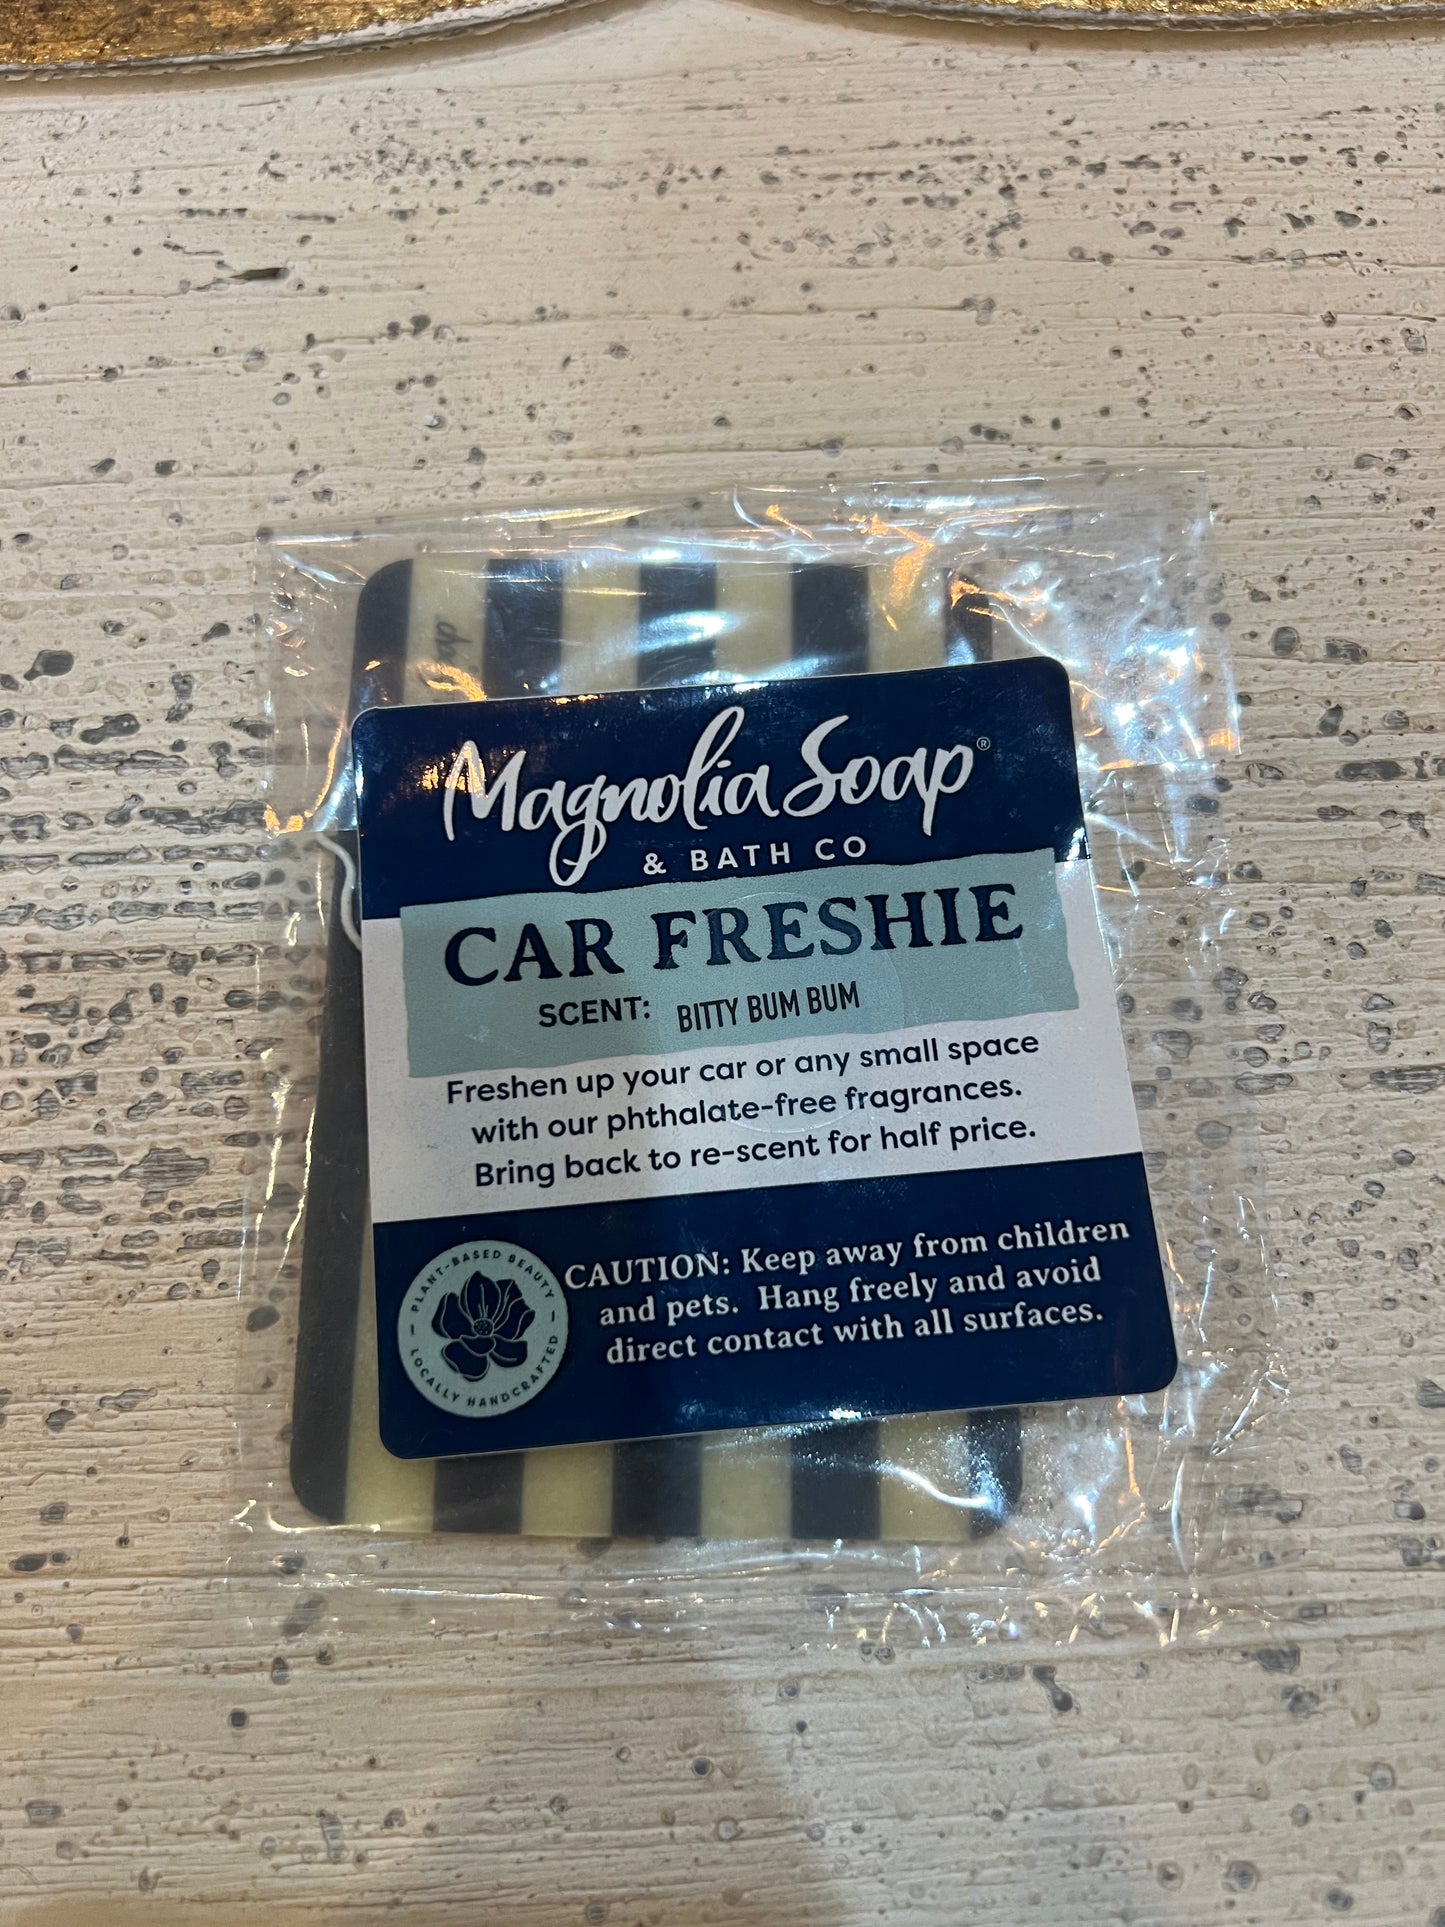 Magnolia Soap®
& BATH CO
CAR FRESHIE
SCENT: BITTY BUM BUM
Freshen up your car or any small space
with our phthalate-free fragrances.
Bring back to re-scent for half price.
PLANT-BASED BEAUTY
LOCALLY HANDCRAFTED
CAUTION: Keep away from children
and pets. Hang freely and avoid
direct contact with all surfaces.